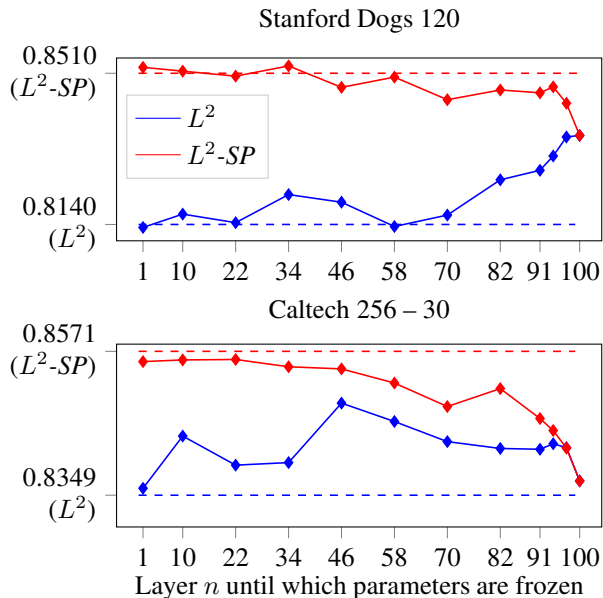 Stanford Dogs 120
0.8510
(L²-SP)
L²
L²-SP
0.8140
(L²)
1 10 22 34 46 58 70 82 91 100
Caltech 256 – 30
0.8571
(L²-SP)
0.8349
(L²)
1 10 22 34 46 58 70 82 91 100
Layer n until which parameters are frozen